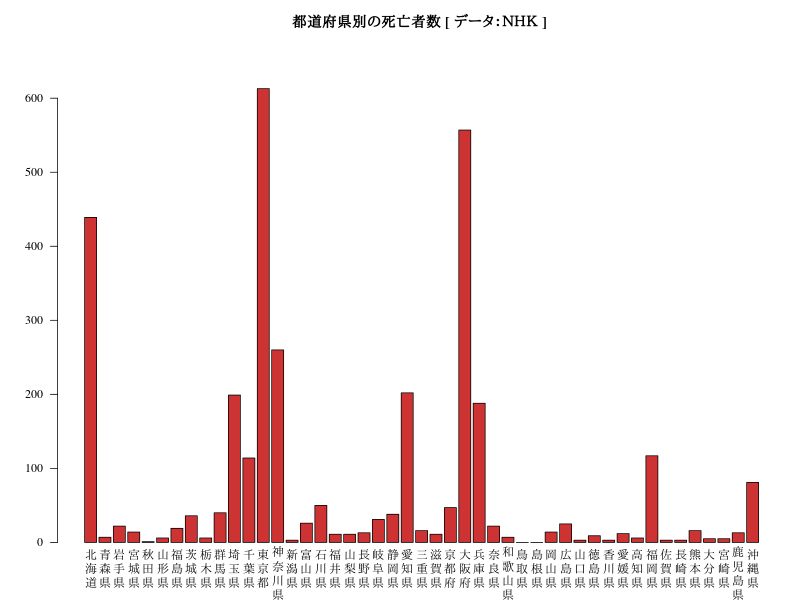 都道府県別の死亡者数 [ データ：NHK ]
600
500
400
300
200
100
0
北海道
青森県
岩手県
宮城県
秋田県
山形県
福島県
茨城県
栃木県
群馬県
埼玉県
千葉県
東京都
神奈川県
新潟県
富山県
石川県
福井県
山梨県
長野県
岐阜県
静岡県
愛知県
三重県
滋賀県
京都府
大阪府
兵庫県
奈良県
和歌山県
鳥取県
島根県
岡山県
広島県
山口県
徳島県
香川県
愛媛県
高知県
福岡県
佐賀県
長崎県
熊本県
大分県
宮崎県
鹿児島県
沖縄県